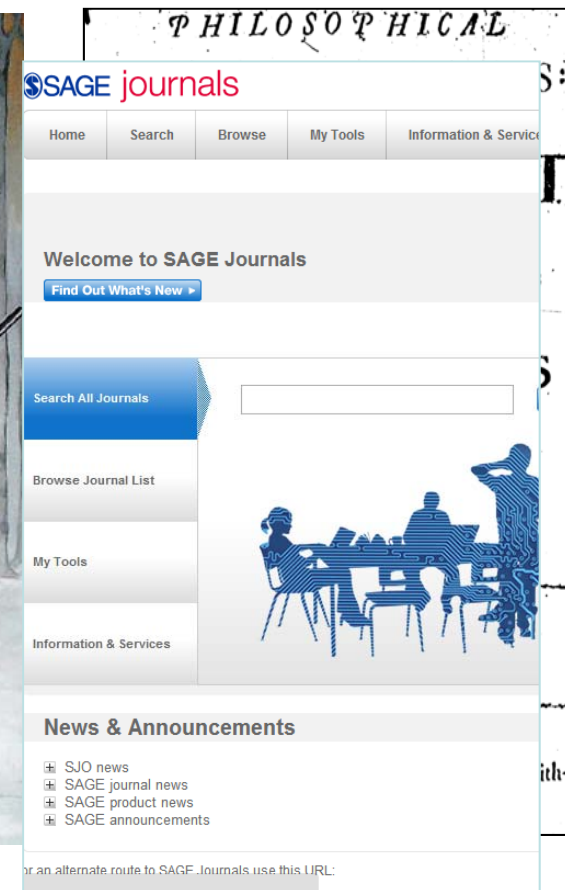 PHILOSOPHICAL
SAGE journals
Home Search Browse My Tools Information & Servic
Welcome to SAGE Journals
Find Out What's New
Search All Journals
Browse Journal List
My Tools
Information & Services
News & Announcements
SJO news
SAGE journal news
SAGE product news
SAGE announcements
or an alternate route to SAGE Journals use this URL: